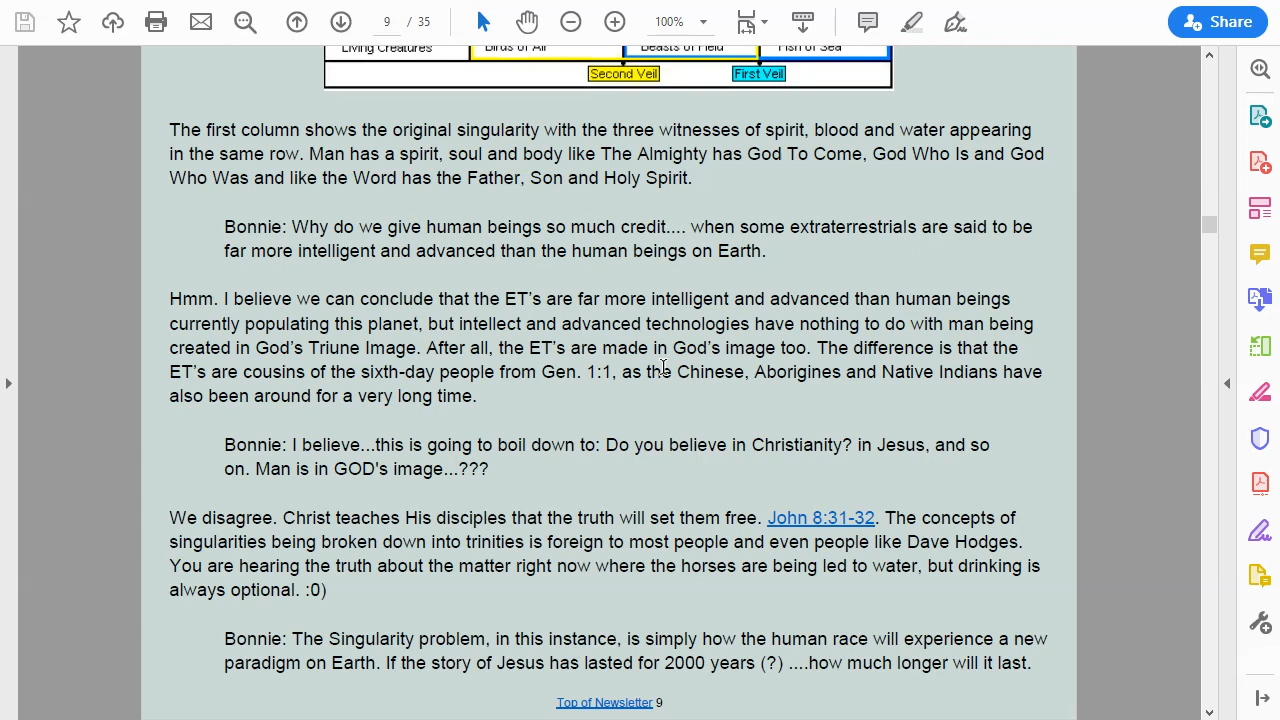 9 / 35
100%
Share
Living Creatures Birds of Air Beasts of Field Fish of Sea
Second Veil First Veil
The first column shows the original singularity with the three witnesses of spirit, blood and water appearing
in the same row. Man has a spirit, soul and body like The Almighty has God To Come, God Who Is and God
Who Was and like the Word has the Father, Son and Holy Spirit.
Bonnie: Why do we give human beings so much credit.... when some extraterrestrials are said to be
far more intelligent and advanced than the human beings on Earth.
Hmm. I believe we can conclude that the ET’s are far more intelligent and advanced than human beings
currently populating this planet, but intellect and advanced technologies have nothing to do with man being
created in God’s Triune Image. After all, the ET’s are made in God’s image too. The difference is that the
ET’s are cousins of the sixth-day people from Gen. 1:1, as the Chinese, Aborigines and Native Indians have
also been around for a very long time.
Bonnie: I believe...this is going to boil down to: Do you believe in Christianity? in Jesus, and so
on. Man is in GOD's image...???
We disagree. Christ teaches His disciples that the truth will set them free. John 8:31-32. The concepts of
singularities being broken down into trinities is foreign to most people and even people like Dave Hodges.
You are hearing the truth about the matter right now where the horses are being led to water, but drinking is
always optional. :0)
Bonnie: The Singularity problem, in this instance, is simply how the human race will experience a new
paradigm on Earth. If the story of Jesus has lasted for 2000 years (?) ....how much longer will it last.
Top of Newsletter 9